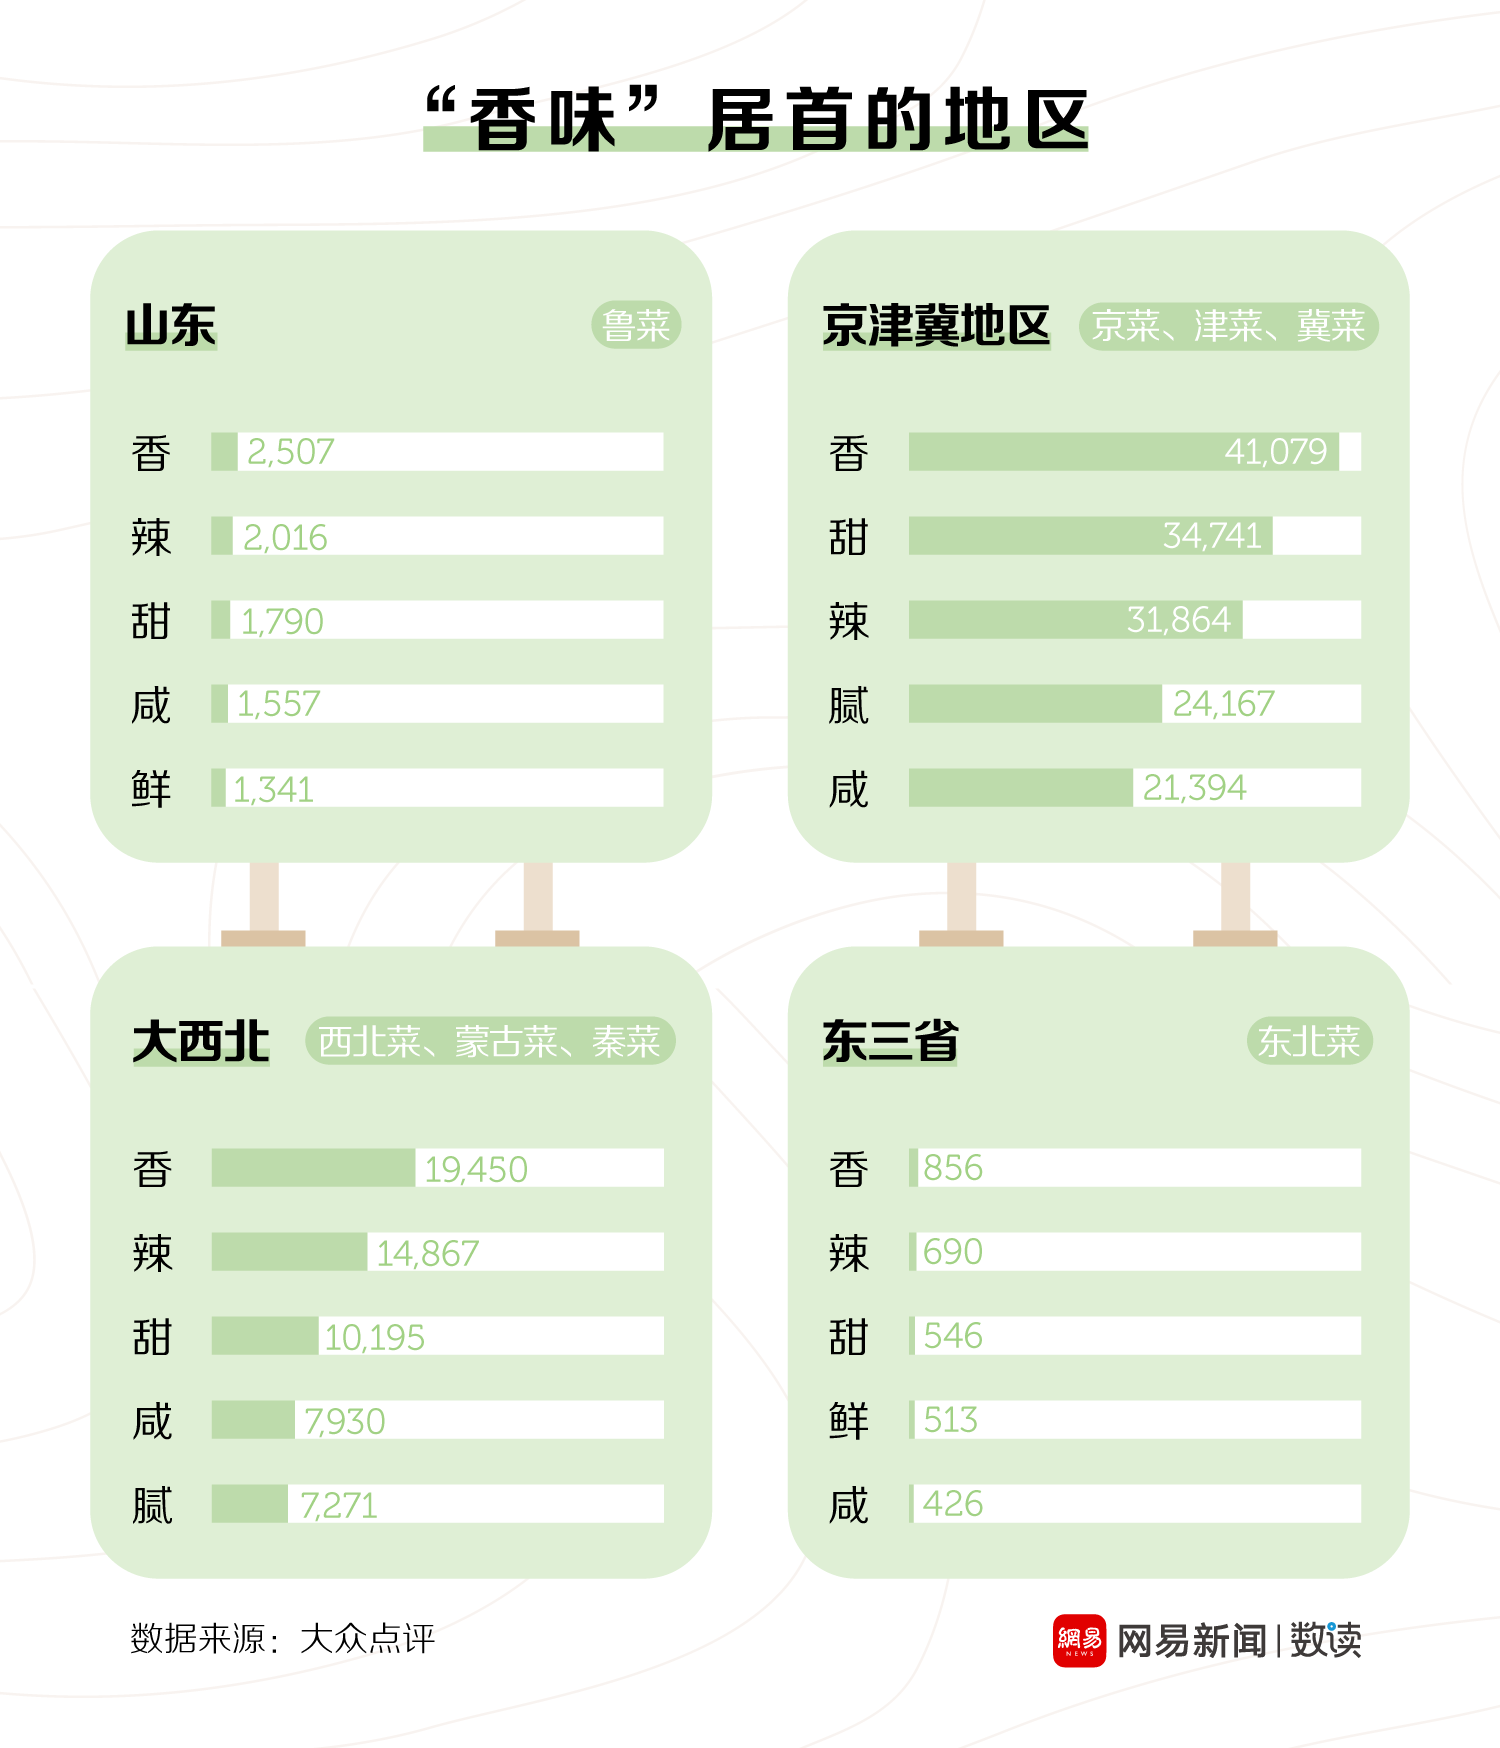 “香味”居首的地区
山东
鲁菜
香 2,507
辣 2,016
甜 1,790
咸 1,557
鲜 1,341
京津冀地区
京菜、津菜、冀菜
香 41,079
甜 34,741
辣 31,864
腻 24,167
咸 21,394
大西北
西北菜、蒙古菜、秦菜
香 19,450
辣 14,867
甜 10,195
咸 7,930
腻 7,271
东三省
东北菜
香 856
辣 690
甜 546
鲜 513
咸 426
数据来源：大众点评
網易 NEWS 网易新闻|数读